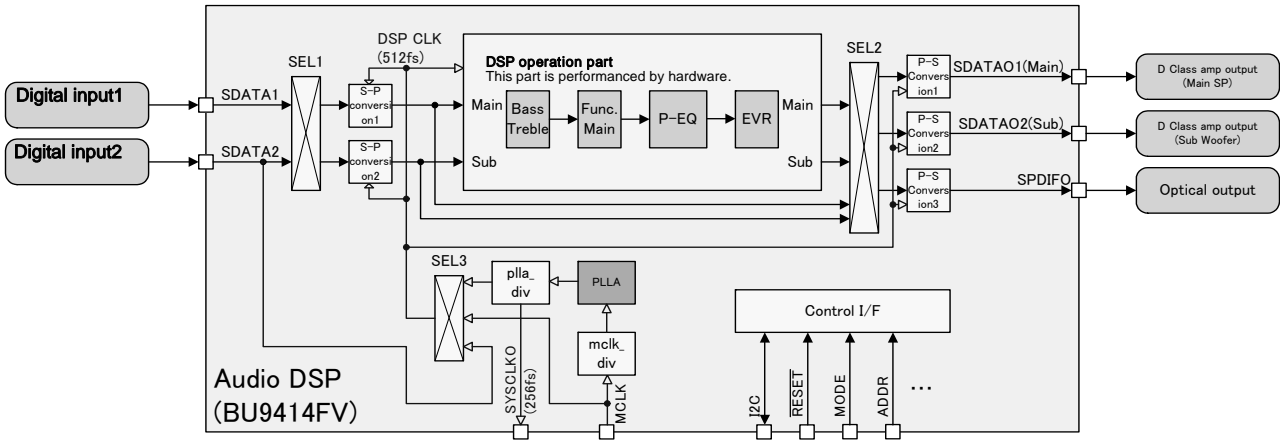 DSP CLK
(512fs)
SEL1
SEL2
DSP operation part
This part is performanced by hardware.
Digital input1
SDATA1
S-P
conversi
on1
Main
Bass
Treble
Func.
Main
P-EQ
EVR
Main
P-S
Convers
ion1
SDATAO1(Main)
D Class amp output
(Main SP)
Digital input2
SDATA2
S-P
conversi
on2
Sub
Sub
P-S
Convers
ion2
SDATAO2(Sub)
D Class amp output
(Sub Woofer)
P-S
Convers
ion3
SPDIFO
Optical output
SEL3
plla_
div
PLLA
mclk_
div
Control I/F
Audio DSP
(BU9414FV)
SYSCLKO
(256fs)
MCLK
I2C
RESET
MODE
ADDR
...